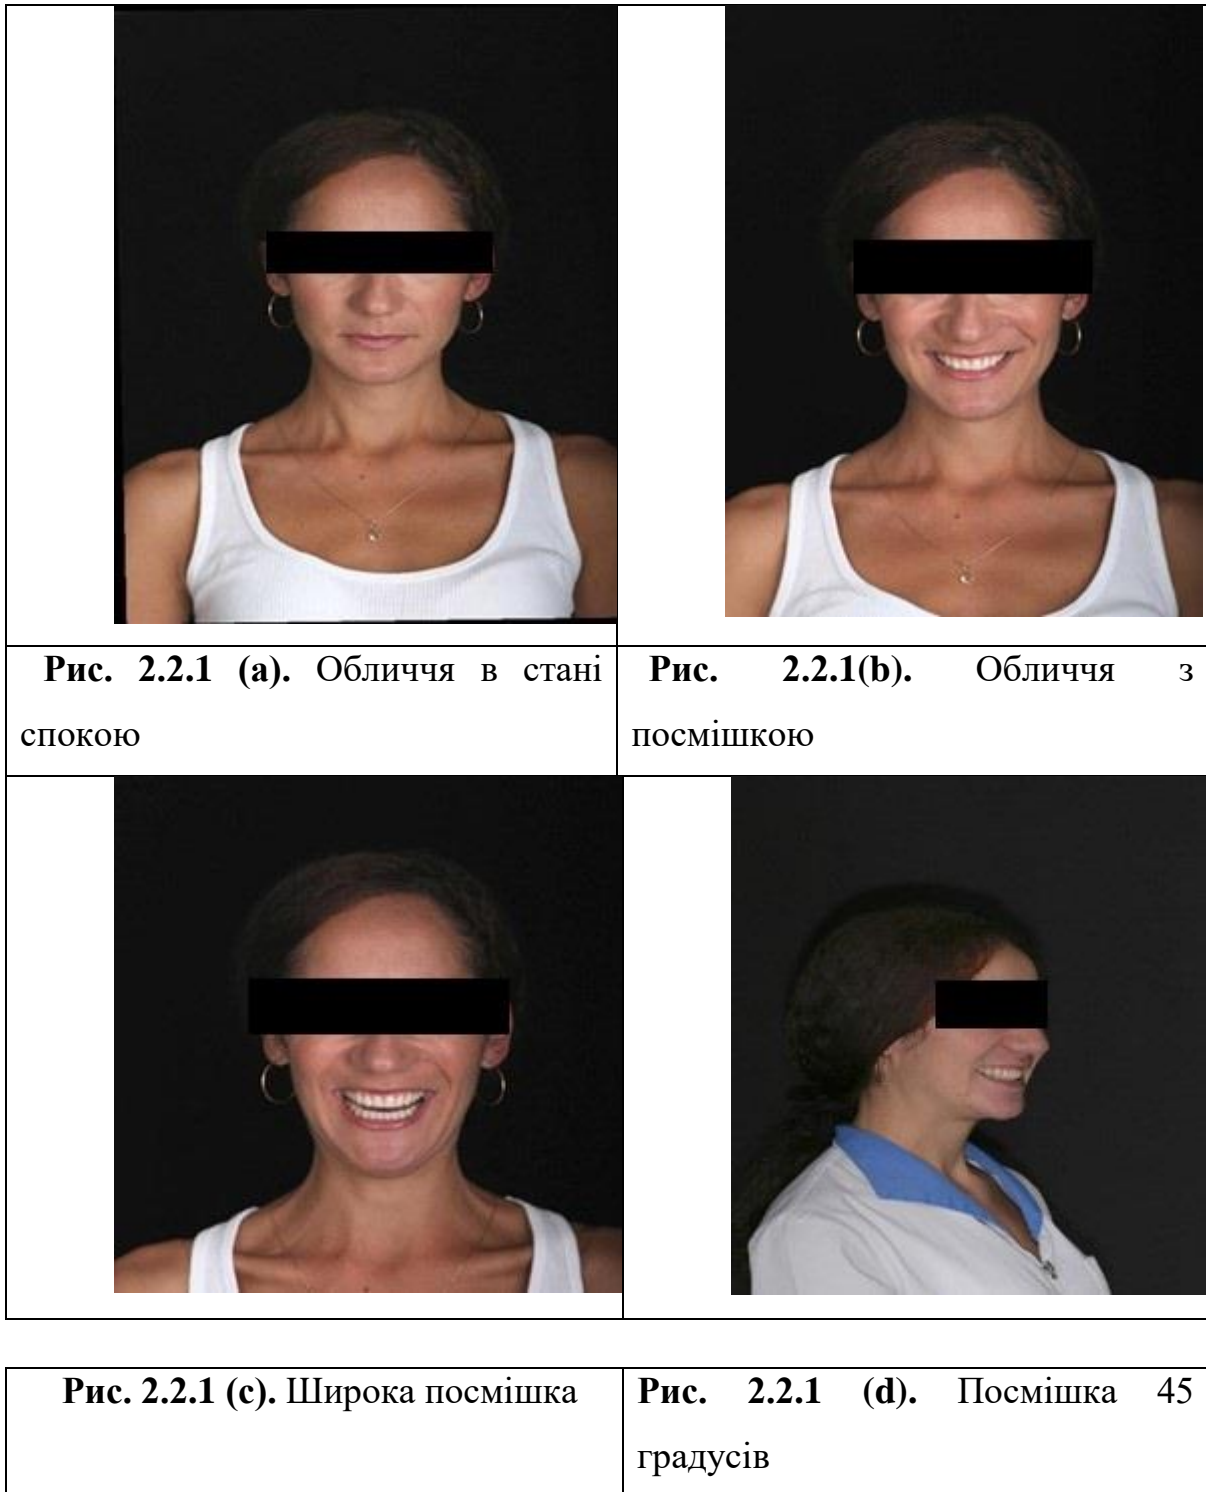 Рис. 2.2.1 (a). Обличчя в стані
спокою
Рис. 2.2.1(b). Обличчя з
посмішкою
Рис. 2.2.1 (c). Широка посмішка
Рис. 2.2.1 (d). Посмішка 45
градусів